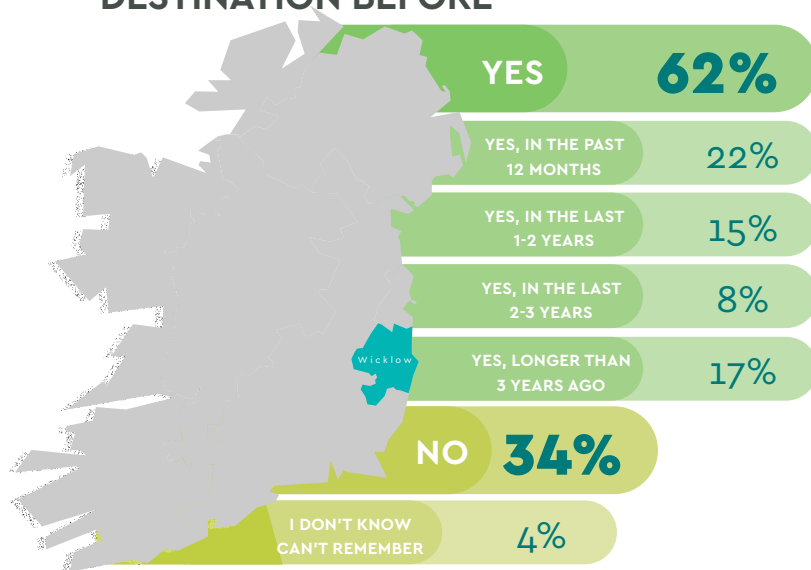 DESTINATION BEFORE
YES
62%
YES, IN THE PAST
12 MONTHS
22%
YES, IN THE LAST
1-2 YEARS
15%
YES, IN THE LAST
2-3 YEARS
8%
Wicklow
YES, LONGER THAN
3 YEARS AGO
17%
NO
34%
I DON'T KNOW
CAN'T REMEMBER
4%